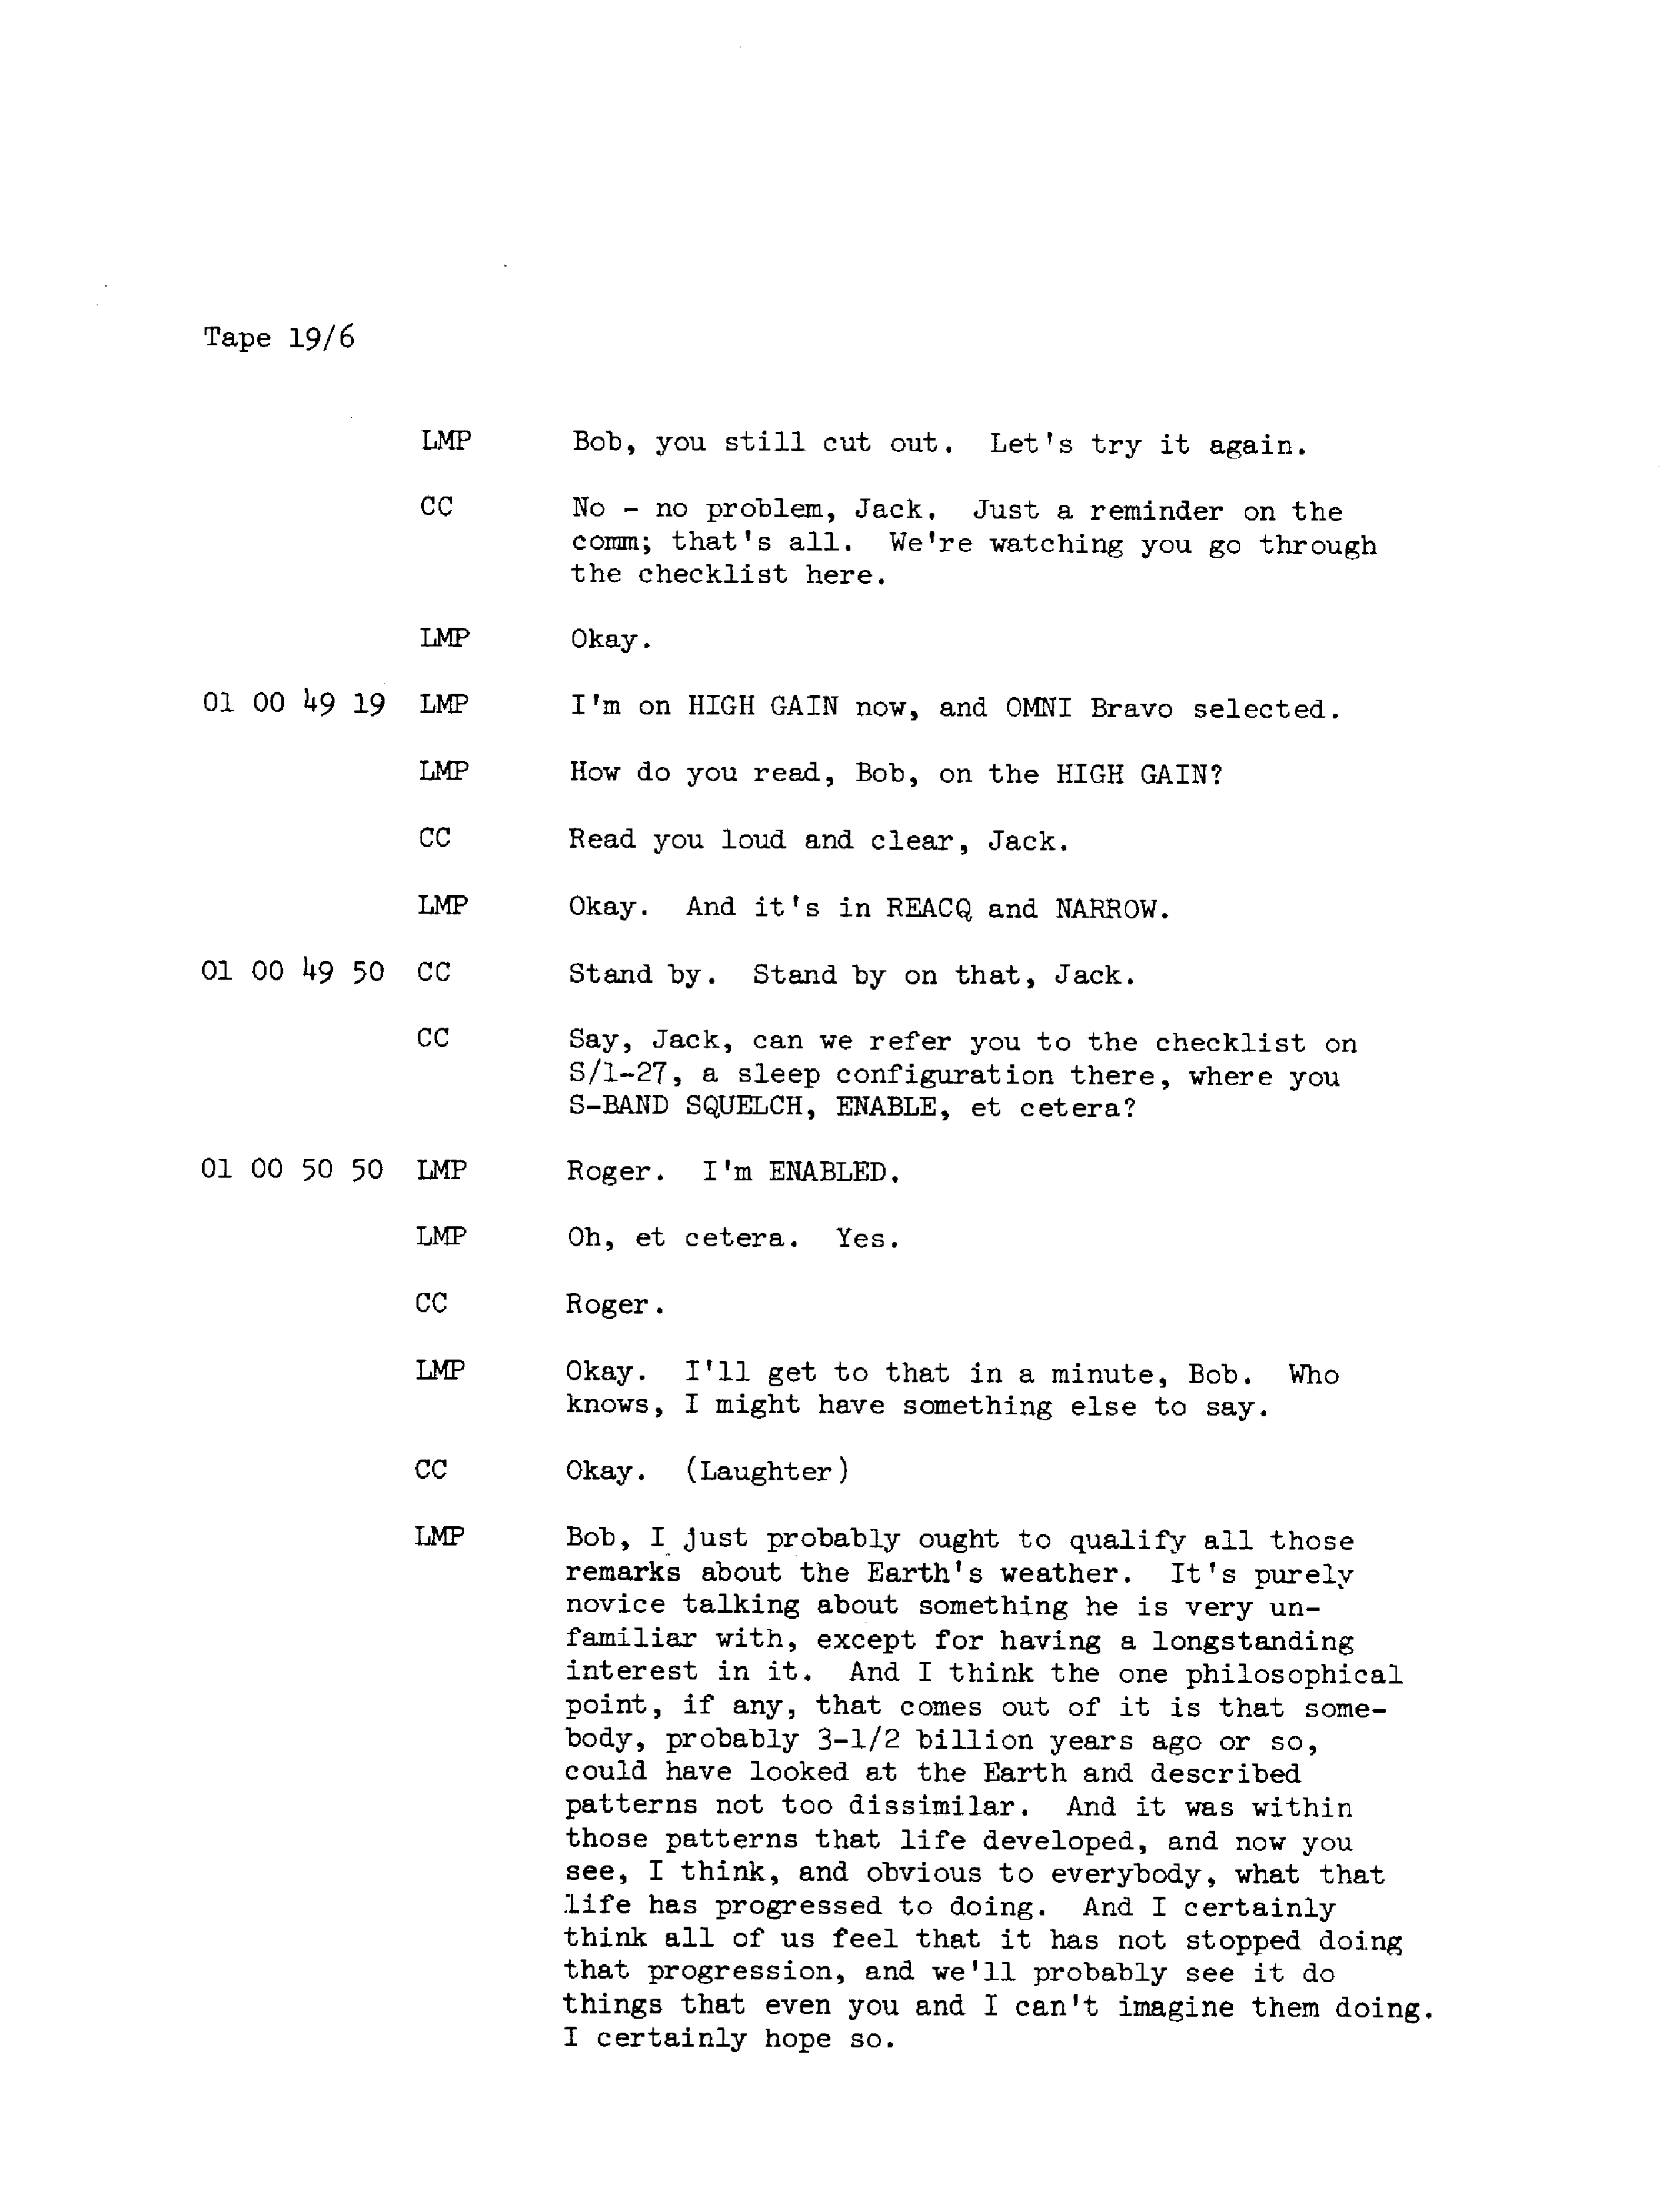 Tape 19/6
LMP Bob, you still cut out. Let's try it again.
CC No - no problem, Jack. Just a reminder on the
comm; that's all. We're watching you go through
the checklist here.
LMP Okay.
01 00 49 19 LMP I'm on HIGH GAIN now, and OMNI Bravo selected.
LMP How do you read, Bob, on the HIGH GAIN?
CC Read you loud and clear, Jack.
LMP Okay. And it's in REACQ and NARROW.
01 00 49 50 CC Stand by. Stand by on that, Jack.
CC Say, Jack, can we refer you to the checklist on
S/1-27, a sleep configuration there, where you
S-BAND SQUELCH, ENABLE, et cetera?
01 00 50 50 LMP Roger. I'm ENABLED.
LMP Oh, et cetera. Yes.
CC Roger.
LMP Okay. I'll get to that in a minute, Bob. Who
knows, I might have something else to say.
CC Okay. (Laughter)
LMP Bob, I just probably ought to qualify all those
remarks about the Earth's weather. It's purely
novice talking about something he is very un-
familiar with, except for having a longstanding
interest in it. And I think the one philosophical
point, if any, that comes out of it is that some-
body, probably 3-1/2 billion years ago or so,
could have looked at the Earth and described
patterns not too dissimilar. And it was within
those patterns that life developed, and now you
see, I think, and obvious to everybody, what that
life has progressed to doing. And I certainly
think all of us feel that it has not stopped doing
that progression, and we'll probably see it do
things that even you and I can't imagine them doing.
I certainly hope so.